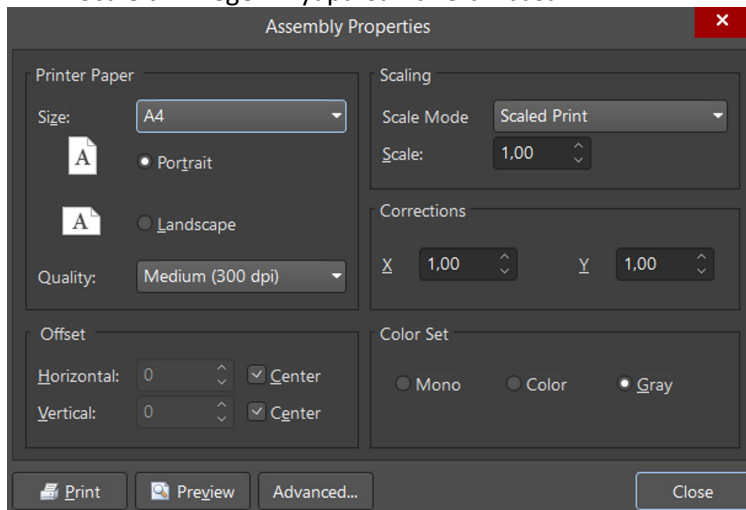 Assembly Properties
Printer Paper
Size:
A4
Portrait
Landscape
Quality:
Medium (300 dpi)
Scaling
Scale Mode
Scaled Print
Scale:
1,00
Corrections
X
1,00
Y
1,00
Offset
Horizontal:
0
Center
Vertical:
0
Center
Color Set
Mono
Color
Gray
Print
Preview
Advanced...
Close